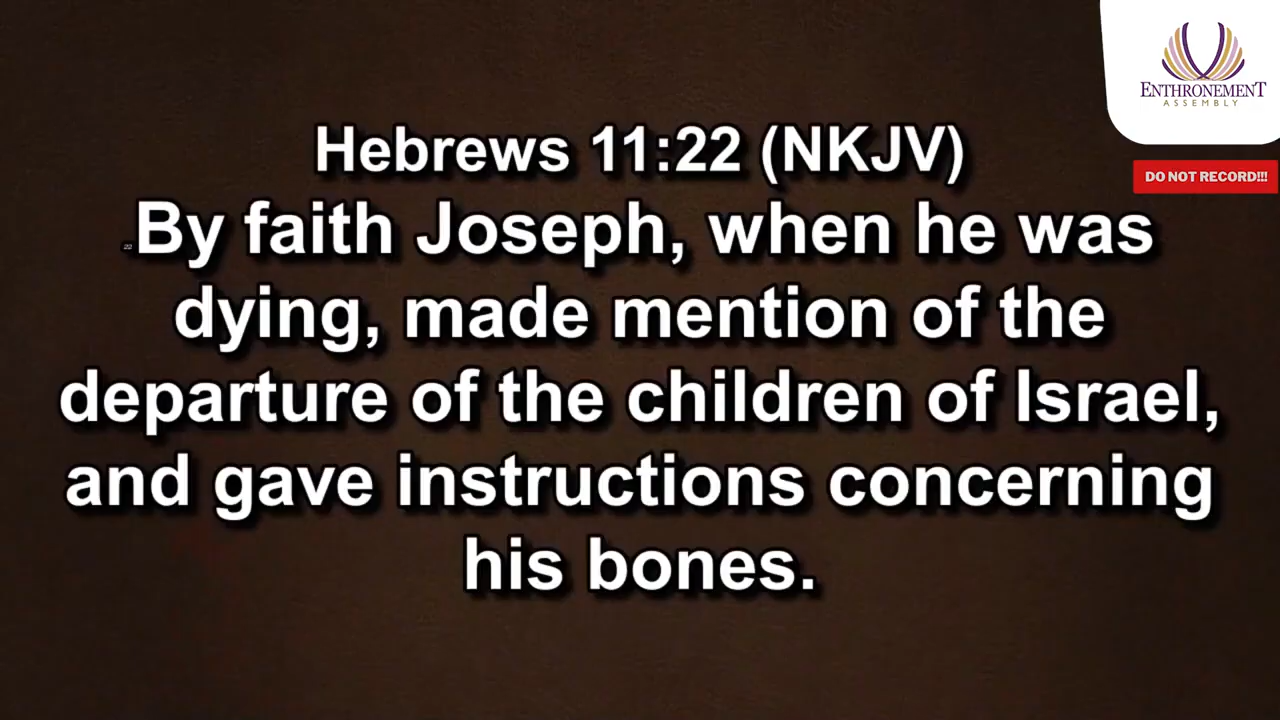 ENTHRONEMENT
ASSEMBLY
DO NOT RECORD!!!
Hebrews 11:22 (NKJV)
22 By faith Joseph, when he was
dying, made mention of the
departure of the children of Israel,
and gave instructions concerning
his bones.